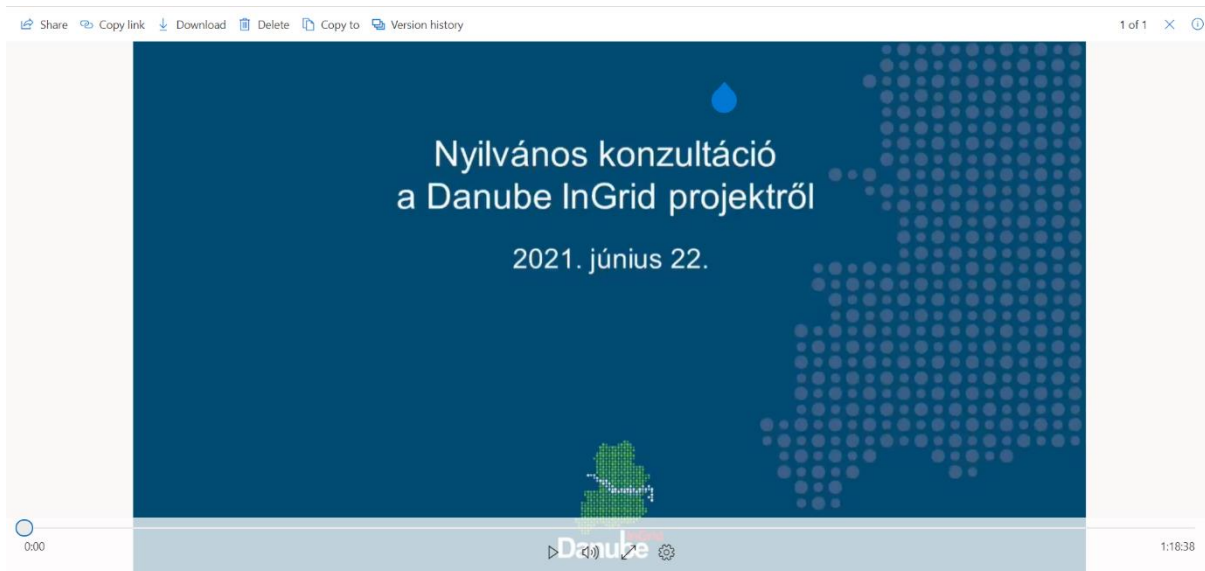 Share Copy link Download Delete Copy to Version history 1 of 1
Nyilvános konzultáció
a Danube InGrid projektről
2021. június 22.
Danube
0:00 1:18:38